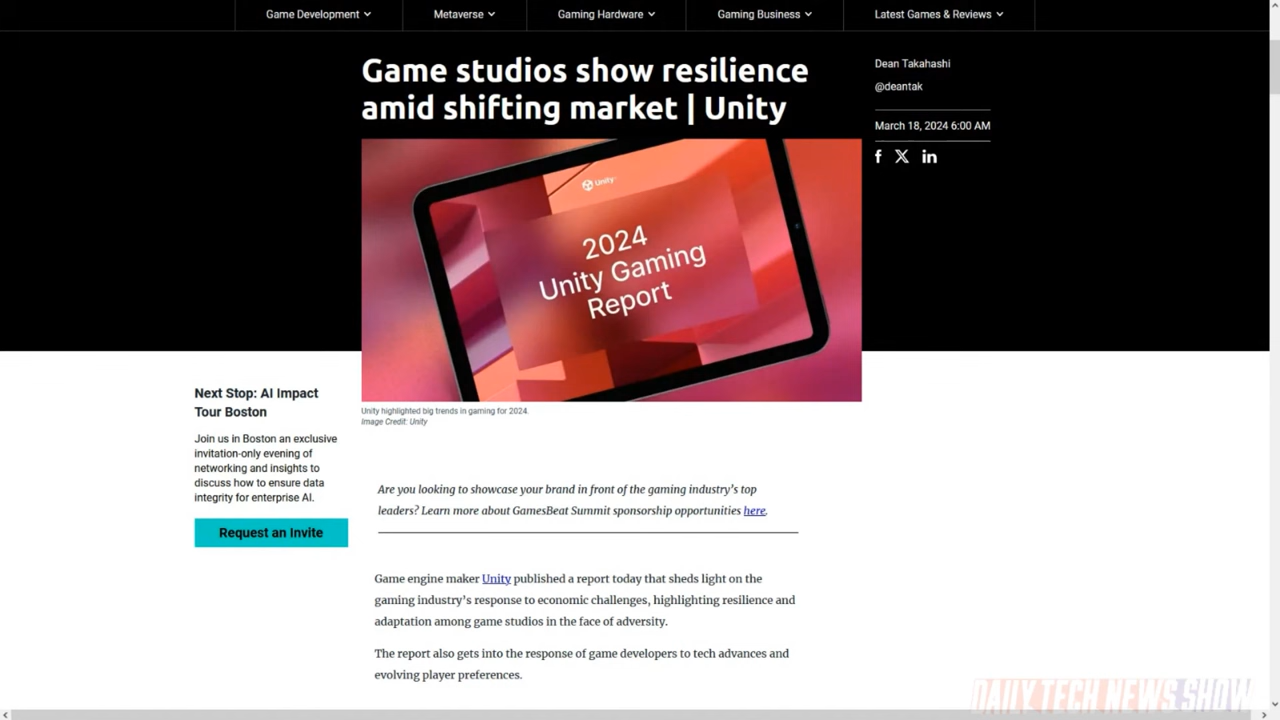 Game Development
Metaverse
Gaming Hardware
Gaming Business
Latest Games & Reviews
Game studios show resilience
amid shifting market | Unity
Dean Takahashi
@deantak
March 18, 2024 6:00 AM
Unity
2024
Unity Gaming
Report
Unity highlighted big trends in gaming for 2024.
Image Credit: Unity
Next Stop: AI Impact
Tour Boston
Join us in Boston an exclusive
invitation-only evening of
networking and insights to
discuss how to ensure data
integrity for enterprise AI.
Request an Invite
Are you looking to showcase your brand in front of the gaming industry's top
leaders? Learn more about GamesBeat Summit sponsorship opportunities here.
Game engine maker Unity published a report today that sheds light on the
gaming industry's response to economic challenges, highlighting resilience and
adaptation among game studios in the face of adversity.
The report also gets into the response of game developers to tech advances and
evolving player preferences.
DAILY TECH NEWS SHOW